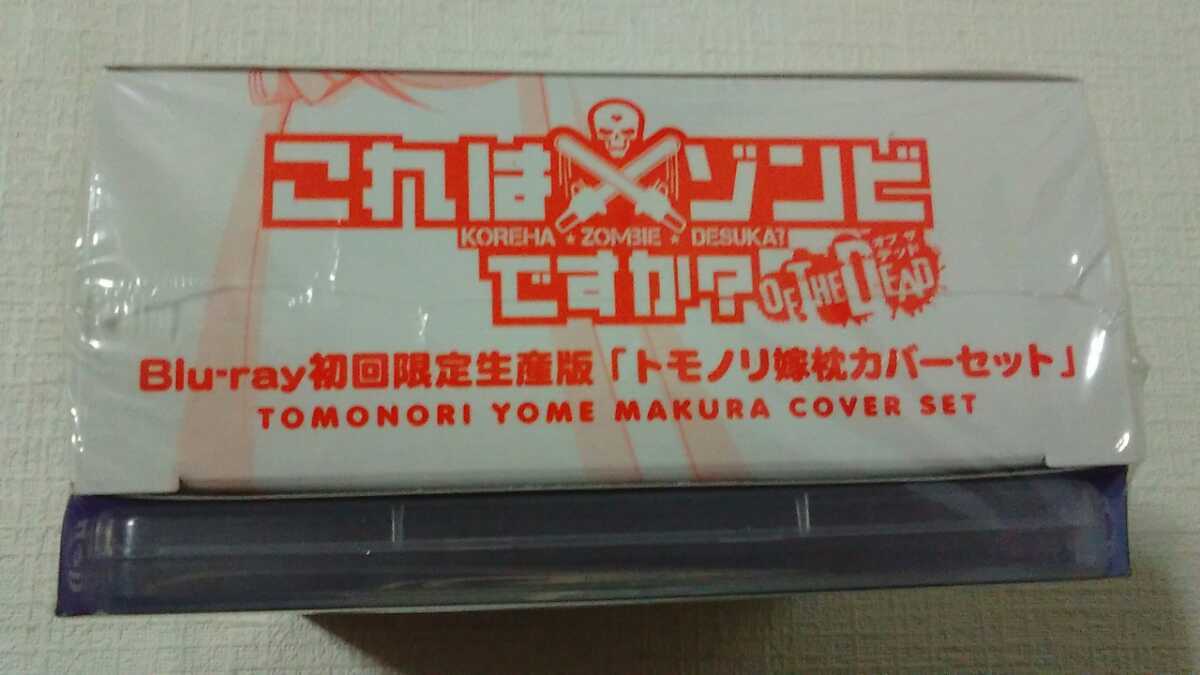 これはゾンビ
KOREHA ★ ZOMBIE ★ DESUKA?
ですか?
オブ ザ デッド
OF THE DEAD
Blu-ray初回限定生産版「トモノリ嫁枕カバーセット」
TOMONORI YOME MAKURA COVER SET